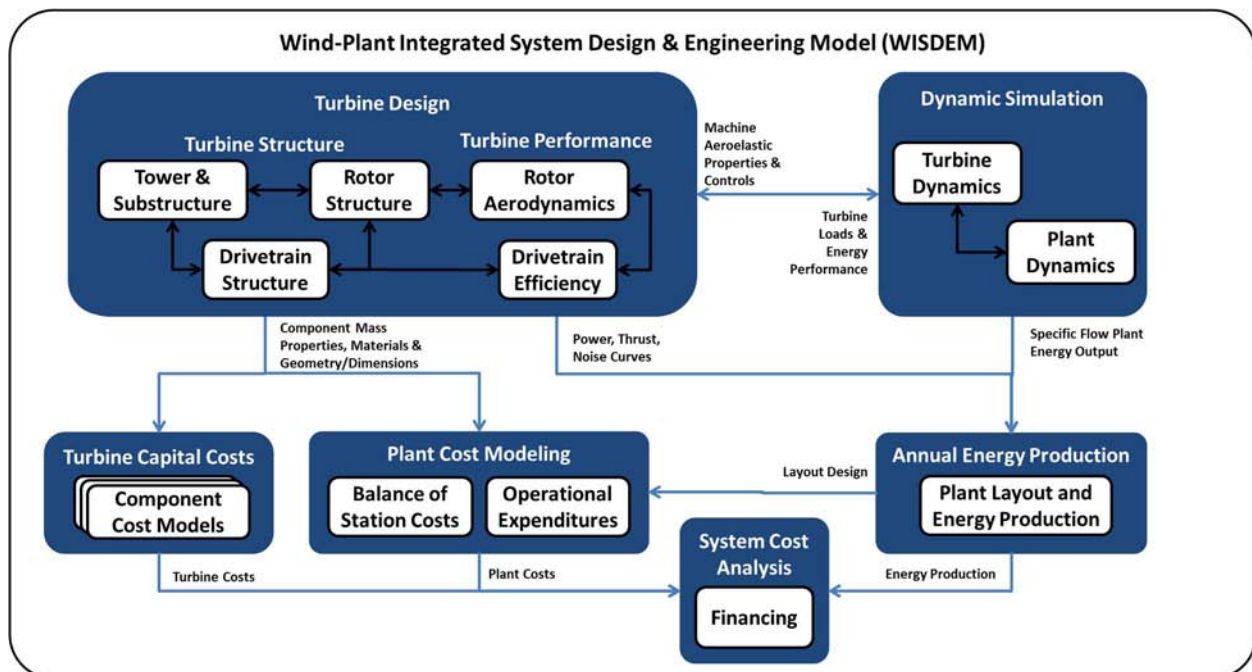 Wind-Plant Integrated System Design & Engineering Model (WISDEM)
Turbine Design
Turbine Structure
Turbine Performance
Tower &
Substructure
Rotor
Structure
Rotor
Aerodynamics
Drivetrain
Structure
Drivetrain
Efficiency
Machine
Aeroelastic
Properties &
Controls
Turbine
Loads &
Energy
Performance
Dynamic Simulation
Turbine
Dynamics
Plant
Dynamics
Component Mass
Properties, Materials &
Geometry/Dimensions
Power, Thrust,
Noise Curves
Specific Flow Plant
Energy Output
Turbine Capital Costs
Component
Cost Models
Plant Cost Modeling
Balance of
Station Costs
Operational
Expenditures
Layout Design
Annual Energy Production
Plant Layout and
Energy Production
System Cost
Analysis
Financing
Turbine Costs
Plant Costs
Energy Production